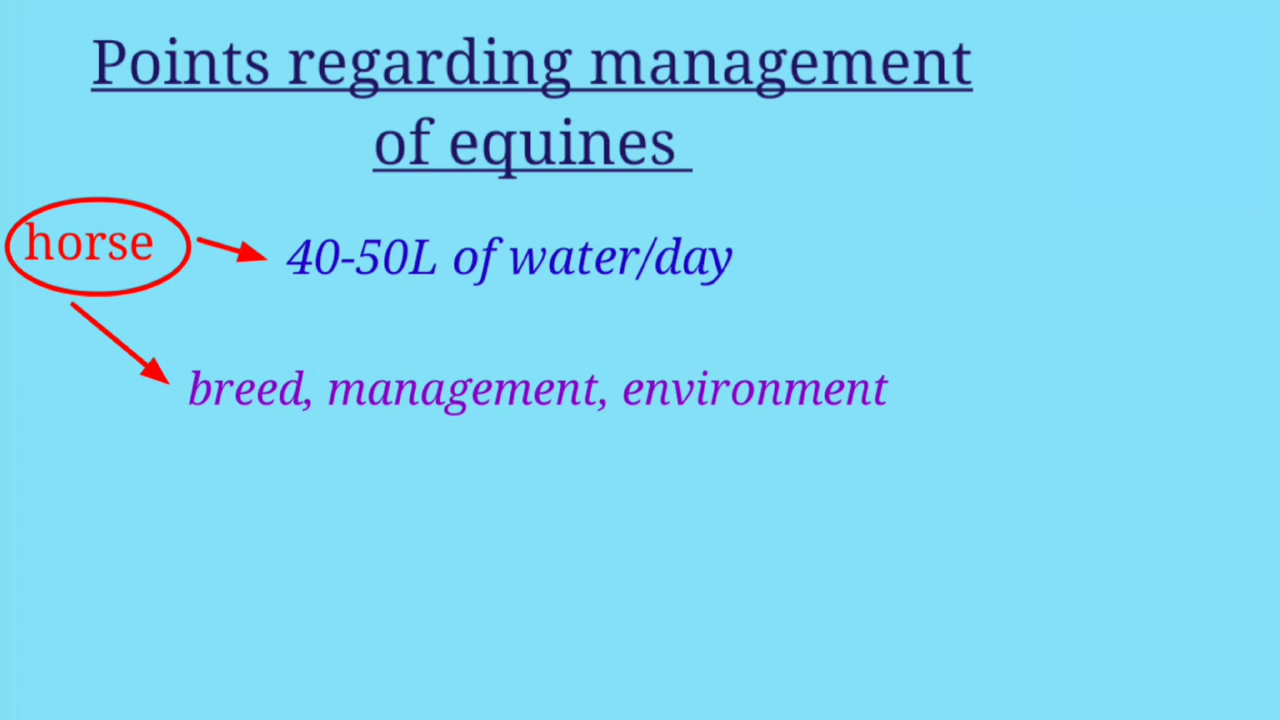 Points regarding management
of equines
horse
40-50L of water/day
breed, management, environment